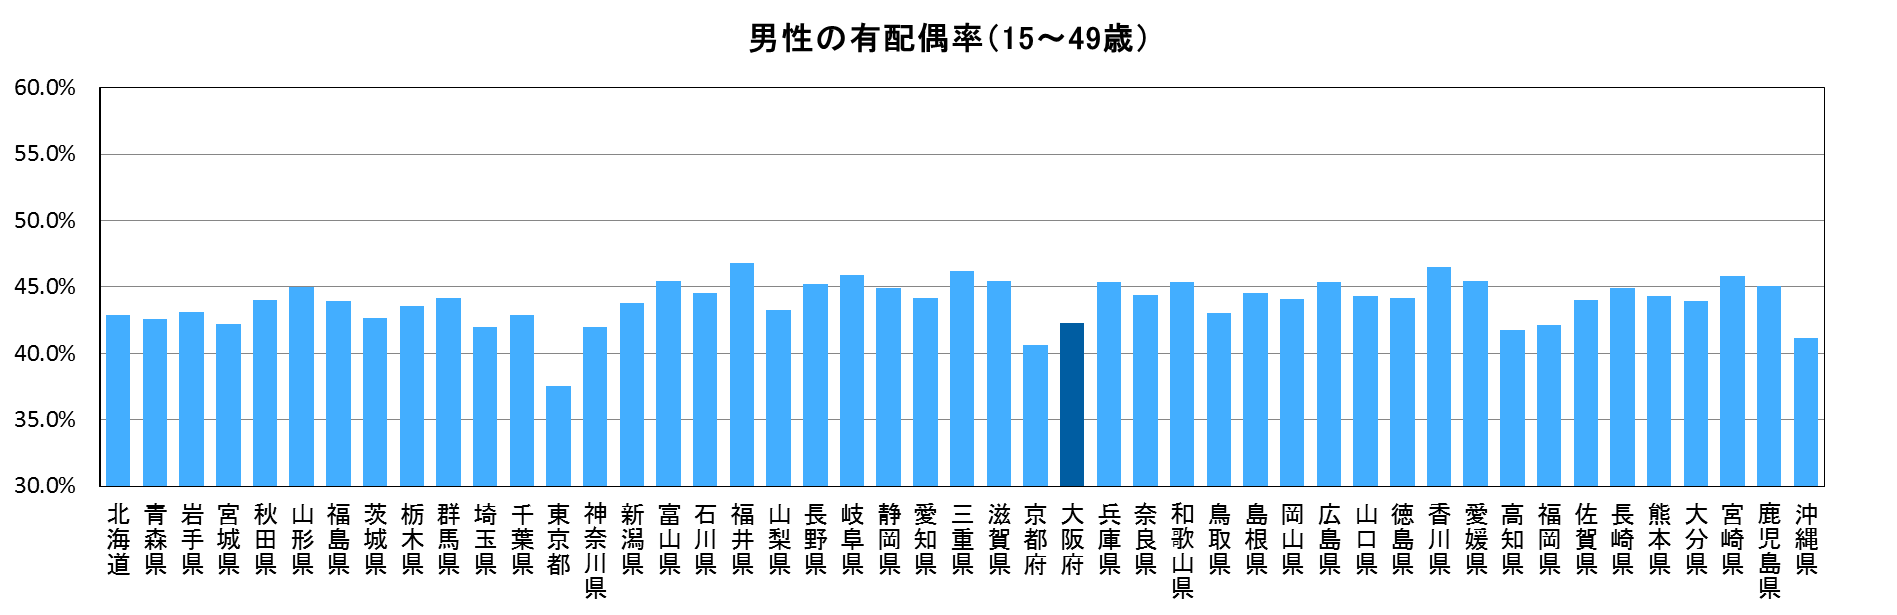 男性の有配偶率（15～49歳）
60.0%
55.0%
50.0%
45.0%
40.0%
35.0%
30.0%
北海道
青森県
岩手県
宮城県
秋田県
山形県
福島県
茨城県
栃木県
群馬県
埼玉県
千葉県
東京都
神奈川県
新潟県
富山県
石川県
福井県
山梨県
長野県
岐阜県
静岡県
愛知県
三重県
滋賀県
京都府
大阪府
兵庫県
奈良県
和歌山県
鳥取県
島根県
岡山県
広島県
山口県
徳島県
香川県
愛媛県
高知県
福岡県
佐賀県
長崎県
熊本県
大分県
宮崎県
鹿児島県
沖縄県